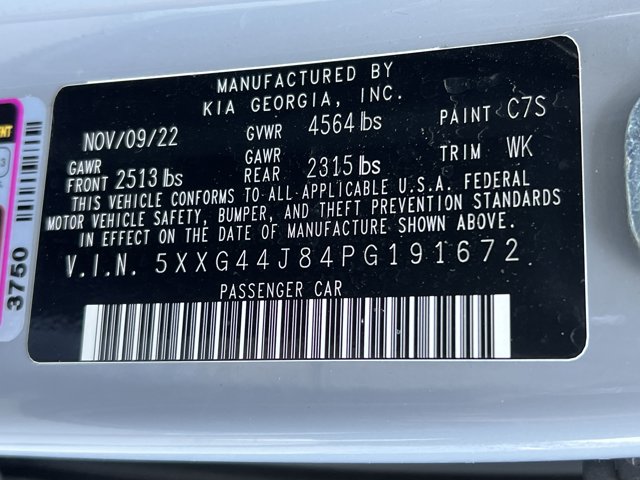 MANUFACTURED BY
KIA GEORGIA, INC.
NOV/09/22 GVWR 4564 lbs PAINT C7S
GAWR FRONT 2513 lbs GAWR REAR 2315 lbs TRIM WK
THIS VEHICLE CONFORMS TO ALL APPLICABLE U.S.A. FEDERAL
MOTOR VEHICLE SAFETY, BUMPER, AND THEFT PREVENTION STANDARDS
IN EFFECT ON THE DATE OF MANUFACTURE SHOWN ABOVE.
V.I.N. 5XXG44J84PG191672
PASSENGER CAR
3750